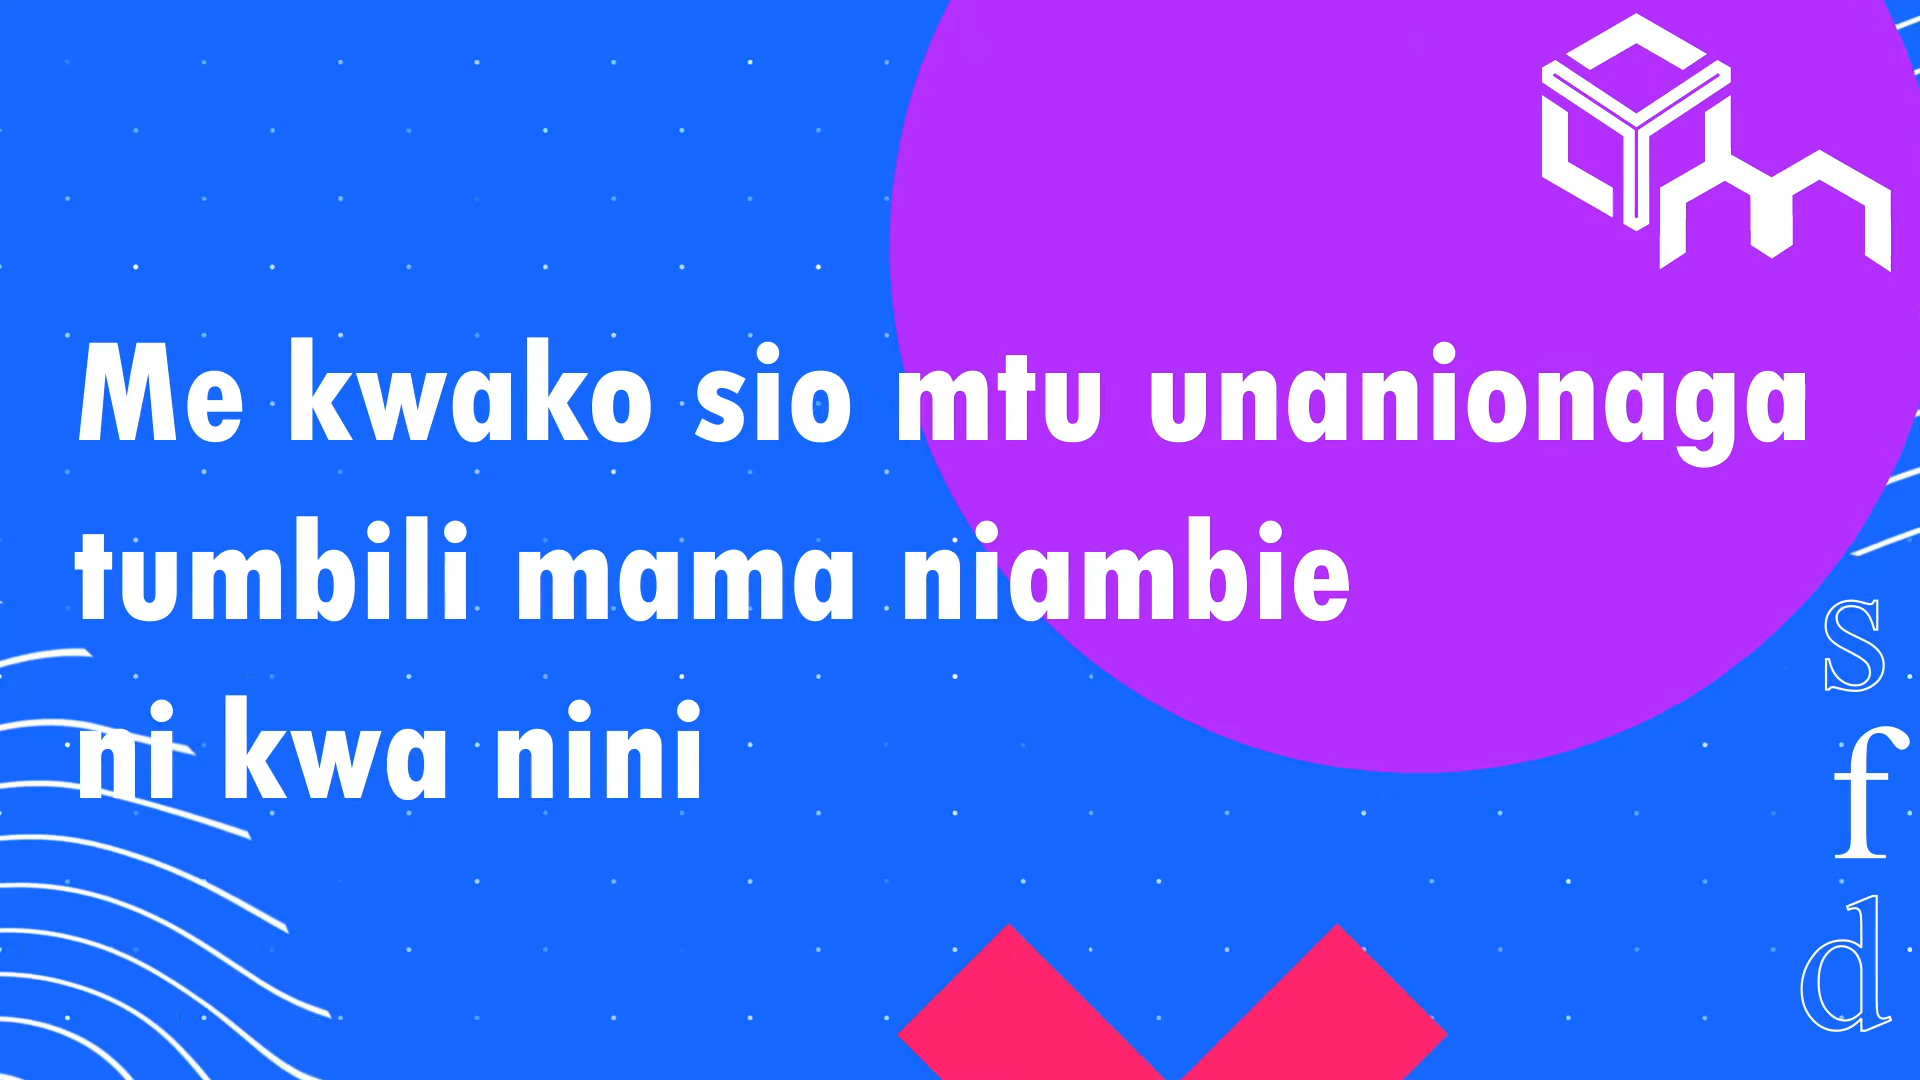 Me kwako sio mtu unanionaga
tumbili mama niambie
ni kwa nini
s
f
d